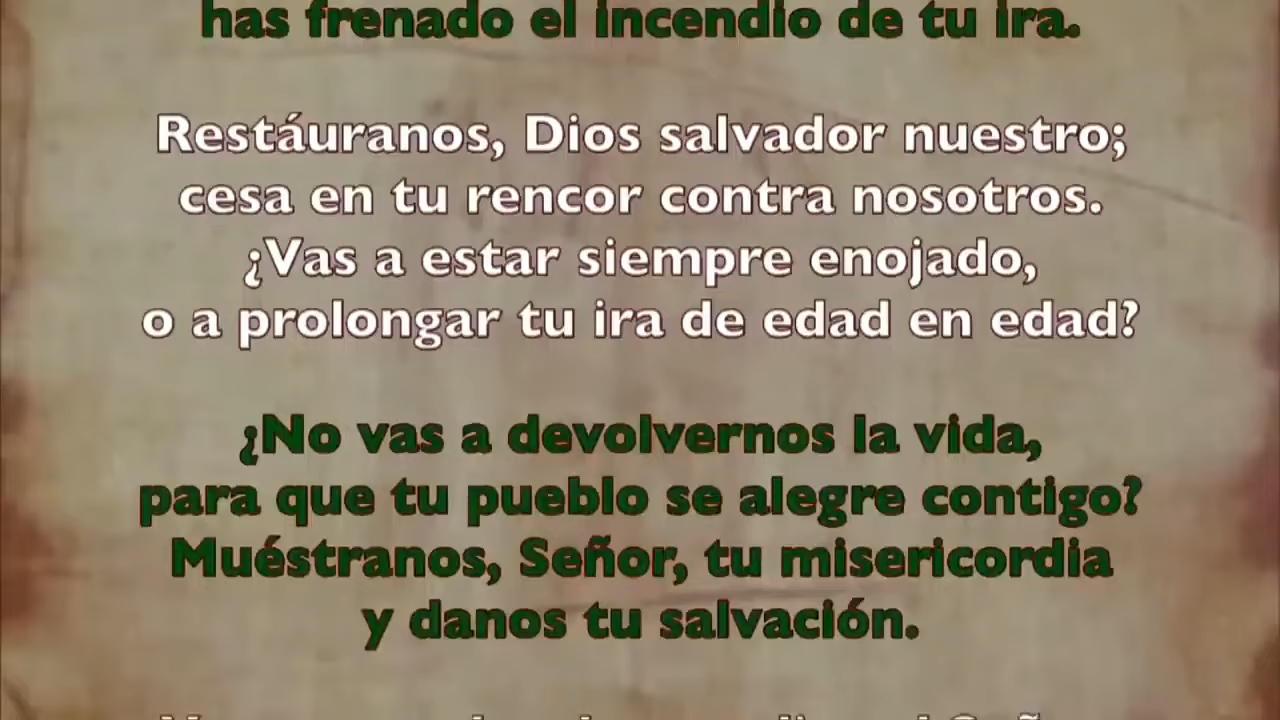 has frenado el incendio de tu ira.
Restáuranos, Dios salvador nuestro;
cesa en tu rencor contra nosotros.
¿Vas a estar siempre enojado,
o a prolongar tu ira de edad en edad?
¿No vas a devolvernos la vida,
para que tu pueblo se alegre contigo?
Muéstranos, Señor, tu misericordia
y danos tu salvación.